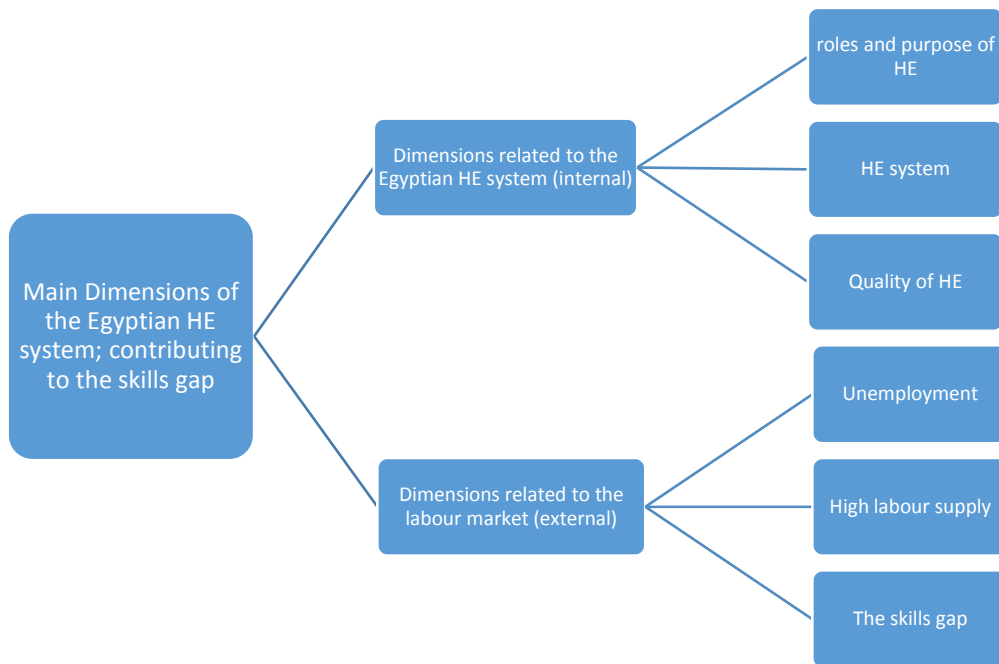 Main Dimensions of
the Egyptian HE
system; contributing
to the skills gap
Dimensions related to the
Egyptian HE system (internal)
roles and purpose of
HE
HE system
Quality of HE
Dimensions related to the
labour market (external)
Unemployment
High labour supply
The skills gap